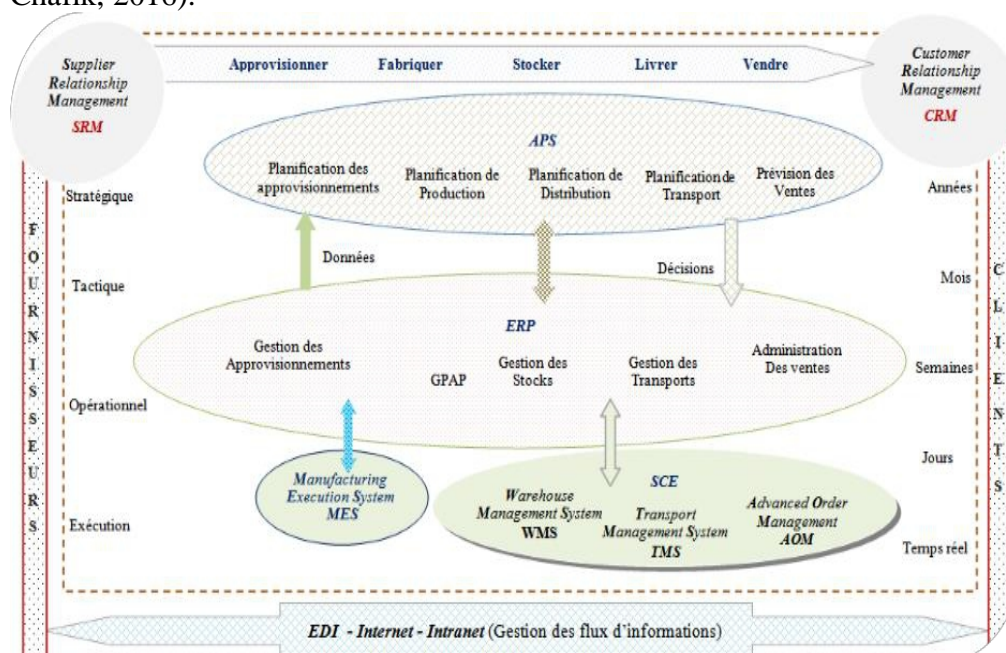 Chafik, 2016).
Supplier
Relationship
Management
SRM
Approvisionner Fabriquer Stocker Livrer Vendre
Customer
Relationship
Management
CRM
APS
Planification des
approvisionnements
Planification de
Production
Planification de
Distribution
Planification de
Transport
Prévision des
Ventes
Stratégique
Années
Données
Décisions
Tactique
Mois
ERP
Gestion des
Approvisionnements
GPAP
Gestion des
Stocks
Gestion des
Transports
Administration
Des ventes
Semaines
Opérationnel
Jours
Manufacturing
Execution System
MES
SCE
Warehouse
Management System
WMS
Transport
Management System
TMS
Advanced Order
Management
AOM
Exécution
Temps réel
FOURNISSEURS
CLIENTS
EDI - Internet - Intranet (Gestion des flux d'informations)